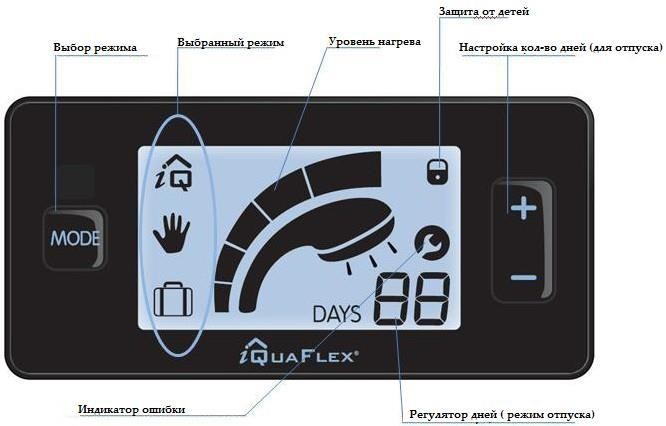 Защита от детей
Выбор режима
Выбранный режим
Уровень нагрева
Настройка кол-во дней (для отпуска)
iQ
MODE
+
−
DAYS 88
iQUAFLEX®
Индикатор ошибки
Регулятор дней ( режим отпуска)